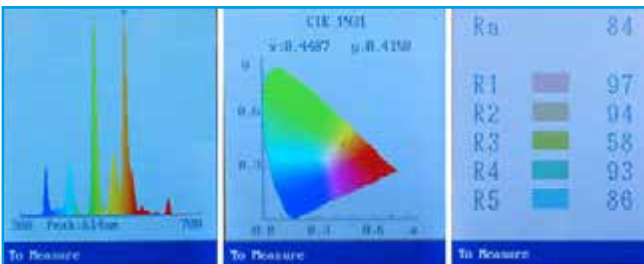 380 Peak:614nm 780
To Measure
CIE 1931
x:0.4487 y:0.4150
0.6
0.3
0.0 0.3 0.6
To Measure
Ra 84
R1 97
R2 94
R3 58
R4 93
R5 86
To Measure